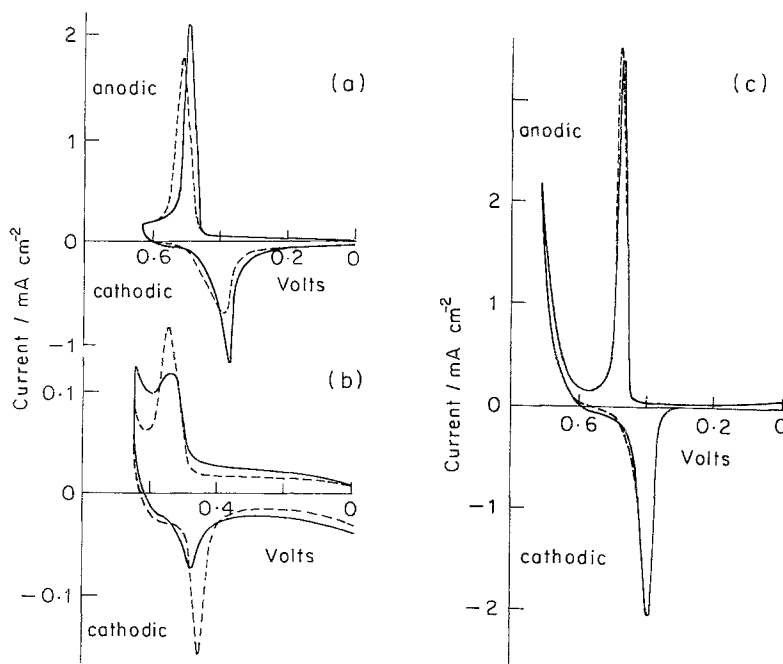 2
(a)
anodic
1
0
0·6
0·2
0
Volts
cathodic
-1
Current / mA cm⁻²
0·1
(b)
0
0·4
0
Volts
-0·1
cathodic
(c)
anodic
2
1
0
0·6
0·2
0
Volts
Current / mA cm⁻²
-1
cathodic
-2